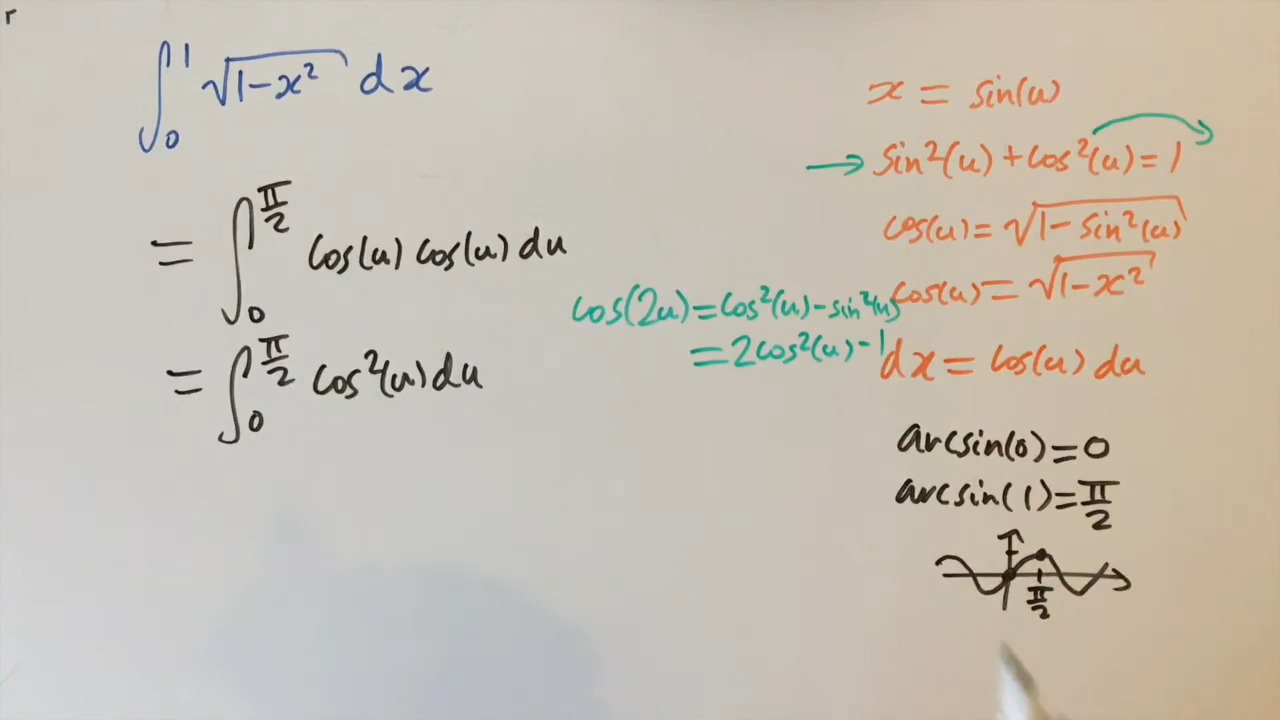 r
∫₀¹ √(1-x²) dx
= ∫₀^(π/2) cos(u) cos(u) du
= ∫₀^(π/2) cos²(u) du
x = sin(u)
→ sin²(u) + cos²(u) = 1
cos(u) = √(1-sin²(u))
cos(u) = √(1-x²)
cos(2u) = cos²(u) - sin²(u)
= 2cos²(u) - 1
dx = cos(u) du
arcsin(0) = 0
arcsin(1) = π/2
π/2